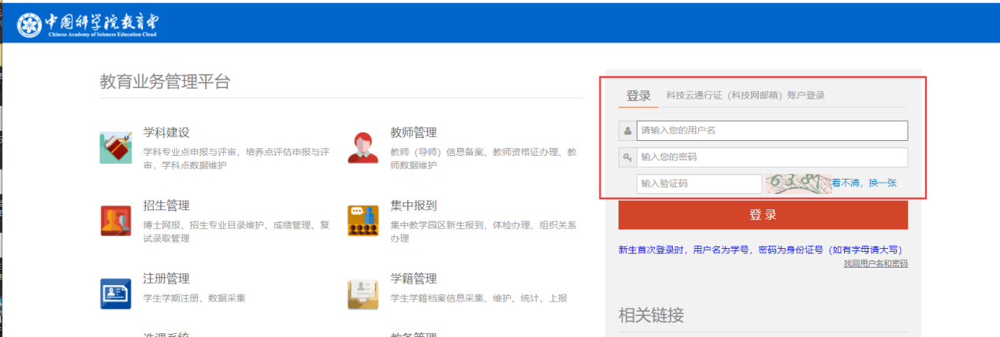 中国科学院教育云
Chinese Academy of Sciences Education Cloud
教育业务管理平台
学科建设
学科专业点申报与评审，培养点评估申报与评
审，学科点数据维护
教师管理
教师（导师）信息备案、教师资格证办理、教
师数据维护
招生管理
博士网报、招生专业目录维护、成绩管理、复
试录取管理
集中报到
集中教学园区新生报到、体检办理、组织关系
办理
注册管理
学生学期注册、数据采集
学籍管理
学生学籍档案信息采集、维护、统计、上报
选课系统
教务管理
登录 科技云通行证（科技网邮箱）账户登录
请输入您的用户名
输入您的密码
输入验证码 6381 看不清，换一张
登 录
新生首次登录时，用户名为学号，密码为身份证号（如有字母请大写）
找回用户名和密码
相关链接